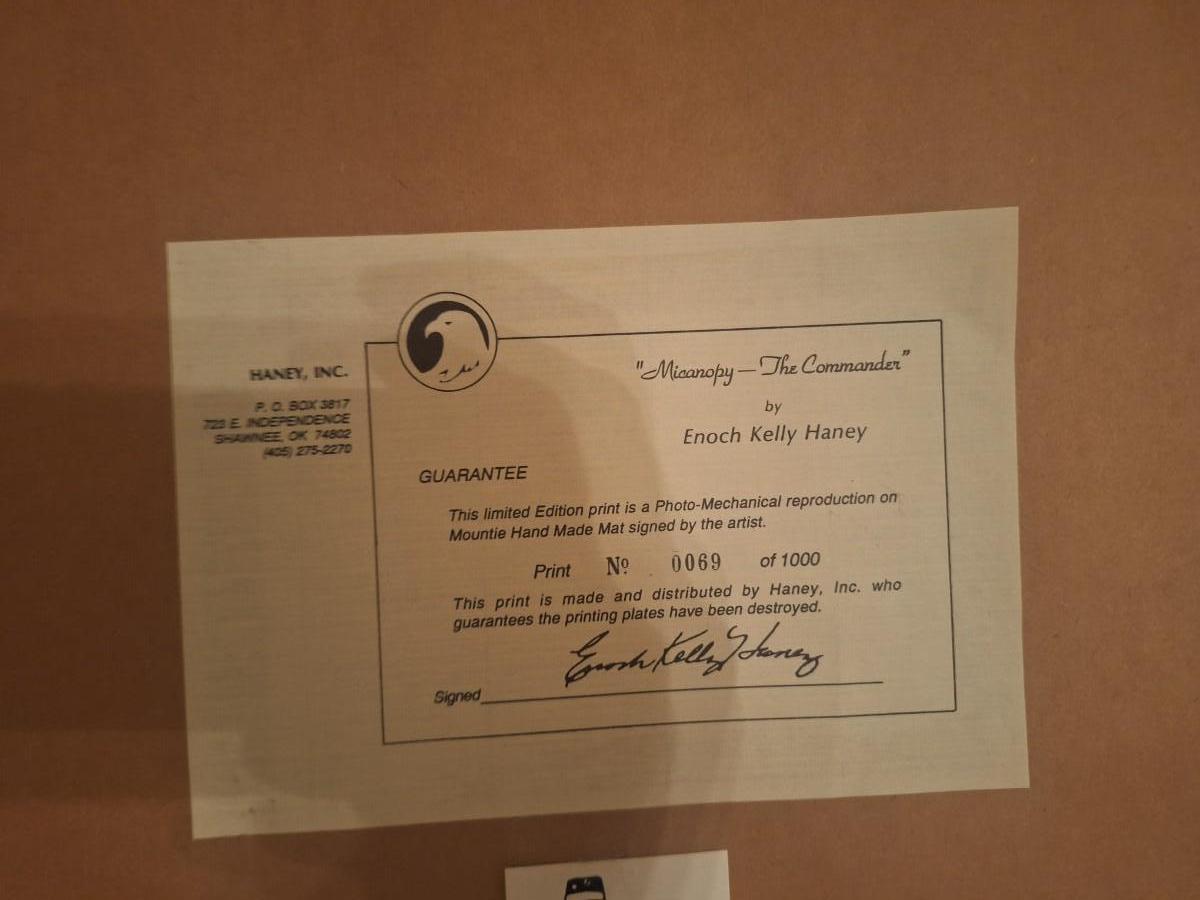 HANEY, INC.
P. O. BOX 3817
723 E. INDEPENDENCE
SHAWNEE, OK 74802
(405) 275-2270
"Micanopy — The Commander"
by
Enoch Kelly Haney
GUARANTEE
This limited Edition print is a Photo-Mechanical reproduction on
Mountie Hand Made Mat signed by the artist.
Print Nº 0069 of 1000
This print is made and distributed by Haney, Inc. who
guarantees the printing plates have been destroyed.
Enoch Kelly Haney
Signed